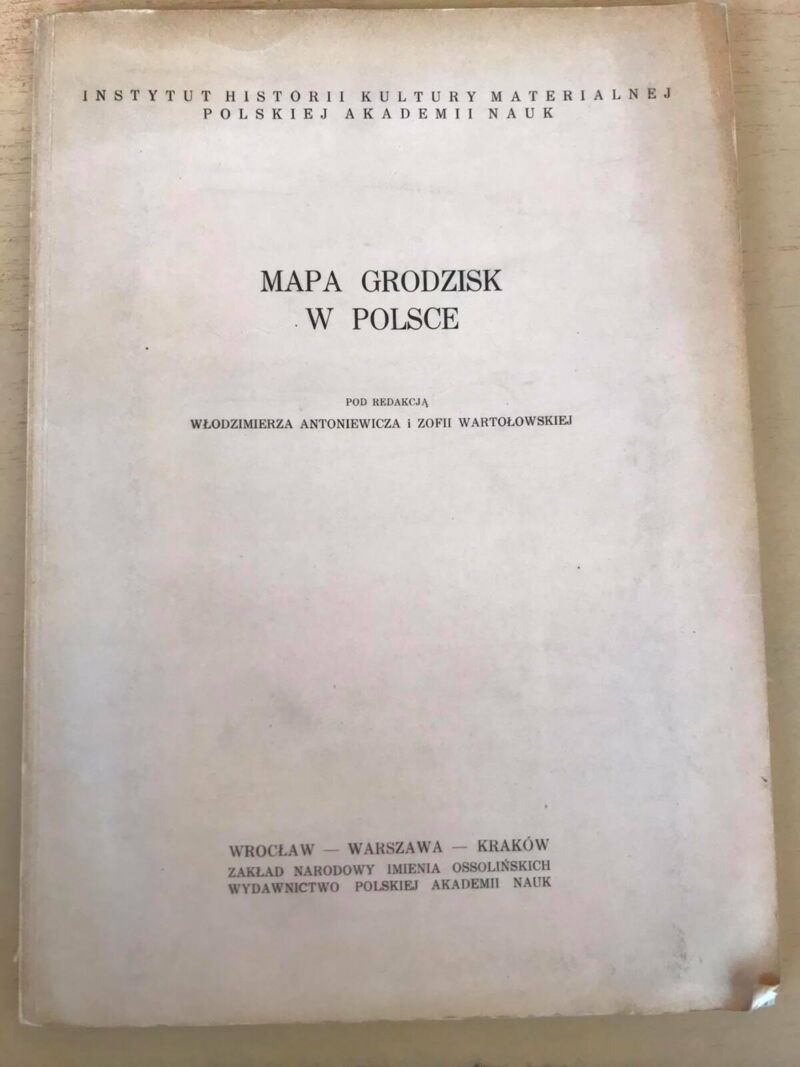 INSTYTUT HISTORII KULTURY MATERIALNEJ
POLSKIEJ AKADEMII NAUK
MAPA GRODZISK
W POLSCE
POD REDAKCJĄ
WŁODZIMIERZA ANTONIEWICZA i ZOFII WARTOŁOWSKIEJ
WROCŁAW — WARSZAWA — KRAKÓW
ZAKŁAD NARODOWY IMIENIA OSSOLIŃSKICH
WYDAWNICTWO POLSKIEJ AKADEMII NAUK